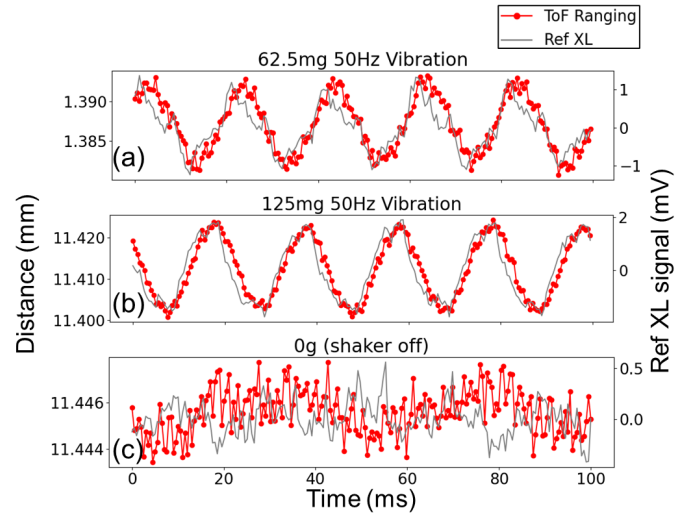 ToF Ranging
Ref XL
62.5mg 50Hz Vibration
1.390
1.385
1
0
−1
(a)
125mg 50Hz Vibration
11.420
11.410
11.400
2
0
(b)
0g (shaker off)
11.446
11.444
0.5
0.0
(c)
0 20 40 60 80 100
Time (ms)
Distance (mm)
Ref XL signal (mV)